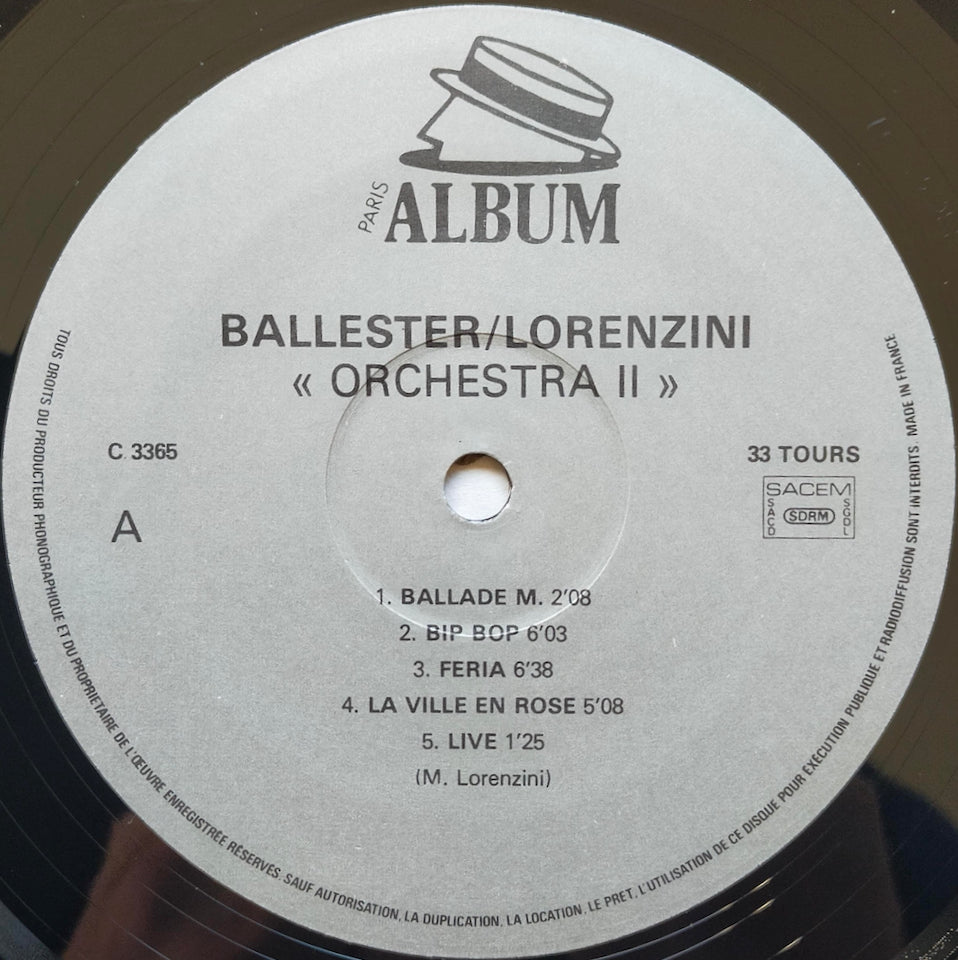 PARIS
ALBUM
BALLESTER/LORENZINI
« ORCHESTRA II »
C 3365
33 TOURS
SACEM
SACD
SDRM
SGDL
A
1. BALLADE M. 2'08
2. BIP BOP 6'03
3. FERIA 6'38
4. LA VILLE EN ROSE 5'08
5. LIVE 1'25
(M. Lorenzini)
TOUS DROITS DU PRODUCTEUR PHONOGRAPHIQUE ET DU PROPRIETAIRE DE L'ŒUVRE ENREGISTRÉE RÉSERVÉS. SAUF AUTORISATION, LA DUPLICATION, LA LOCATION, LE PRET, L'UTILISATION DE CE DISQUE POUR EXÉCUTION PUBLIQUE ET RADIODIFFUSION SONT INTERDITS. MADE IN FRANCE